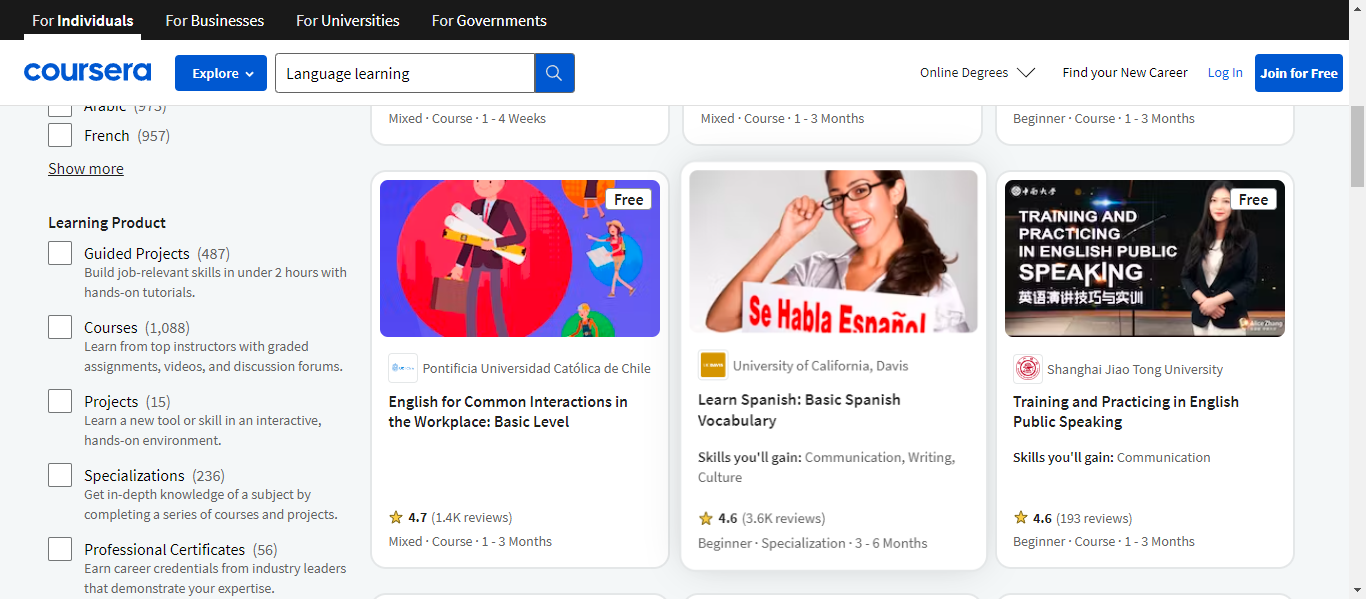 For Individuals
For Businesses
For Universities
For Governments
coursera
Explore
Language learning
Online Degrees
Find your New Career
Log In
Join for Free
Arabic (975)
French (957)
Show more
Learning Product
Guided Projects (487)
Build job-relevant skills in under 2 hours with
hands-on tutorials.
Courses (1,088)
Learn from top instructors with graded
assignments, videos, and discussion forums.
Projects (15)
Learn a new tool or skill in an interactive,
hands-on environment.
Specializations (236)
Get in-depth knowledge of a subject by
completing a series of courses and projects.
Professional Certificates (56)
Earn career credentials from industry leaders
that demonstrate your expertise.
Mixed · Course · 1 - 4 Weeks
Mixed · Course · 1 - 3 Months
Beginner · Course · 1 - 3 Months
Free
Pontificia Universidad Católica de Chile
English for Common Interactions in
the Workplace: Basic Level
4.7 (1.4K reviews)
Mixed · Course · 1 - 3 Months
Se Habla Español
University of California, Davis
Learn Spanish: Basic Spanish
Vocabulary
Skills you'll gain: Communication, Writing,
Culture
4.6 (3.6K reviews)
Beginner · Specialization · 3 - 6 Months
中南大学
Free
TRAINING AND
PRACTICING
IN ENGLISH PUBLIC
SPEAKING
英语演讲技巧与实训
Alice Zhang
Shanghai Jiao Tong University
Training and Practicing in English
Public Speaking
Skills you'll gain: Communication
4.6 (193 reviews)
Beginner · Course · 1 - 3 Months